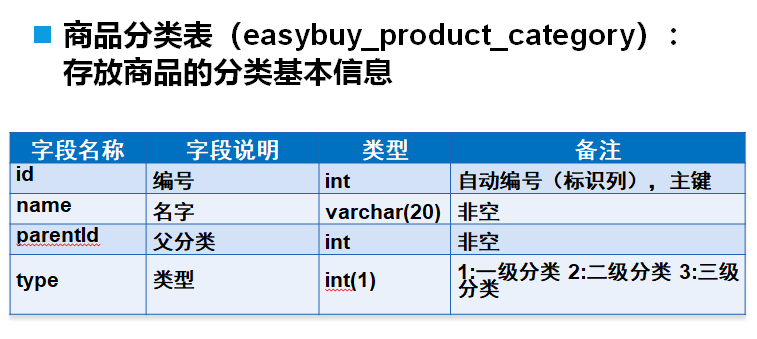 商品分类表（easybuy_product_category）：
存放商品的分类基本信息
字段名称 字段说明 类型 备注
id 编号 int 自动编号（标识列），主键
name 名字 varchar(20) 非空
parentId 父分类 int 非空
type 类型 int(1) 1:一级分类 2:二级分类 3:三级
分类